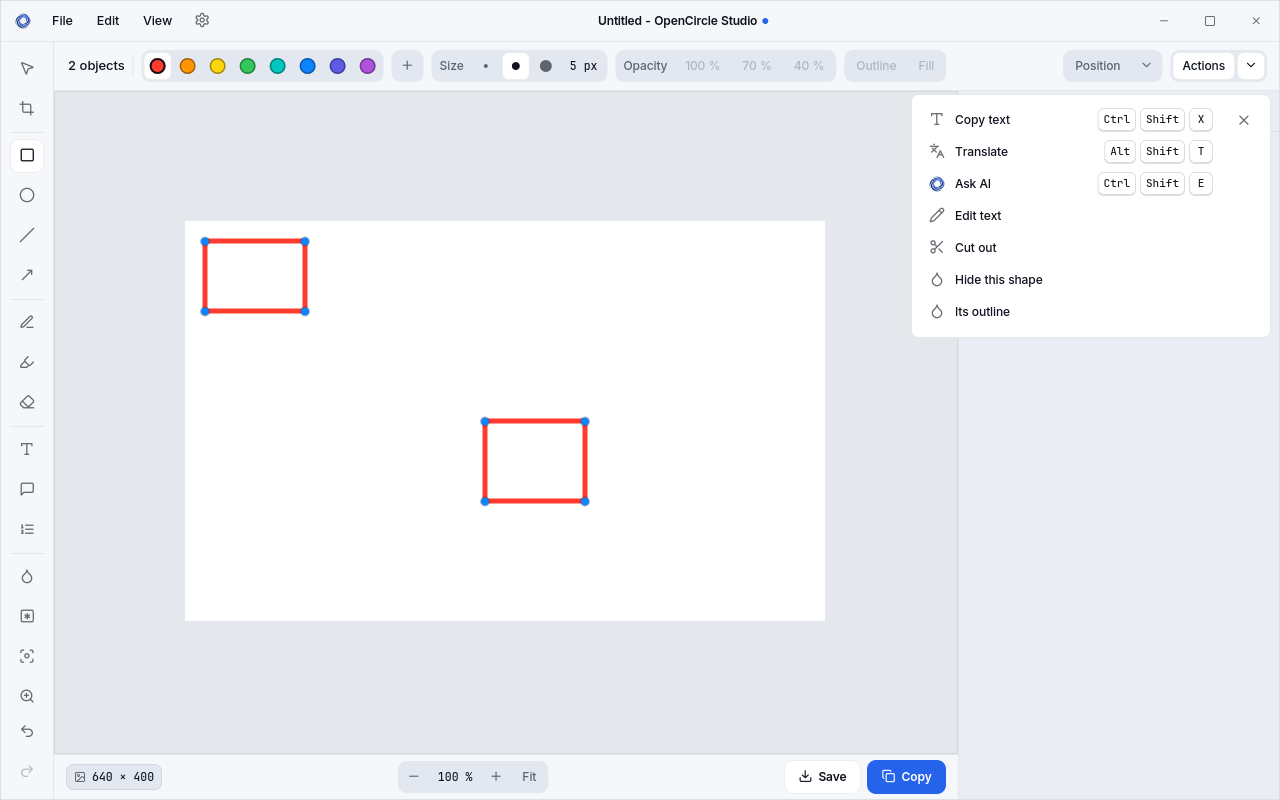 File Edit View Untitled - OpenCircle Studio
2 objects Size 5 px Opacity 100 % 70 % 40 % Outline Fill Position Actions
Copy text Ctrl Shift X
Translate Alt Shift T
Ask AI Ctrl Shift E
Edit text
Cut out
Hide this shape
Its outline
640 × 400 100 % Fit Save Copy